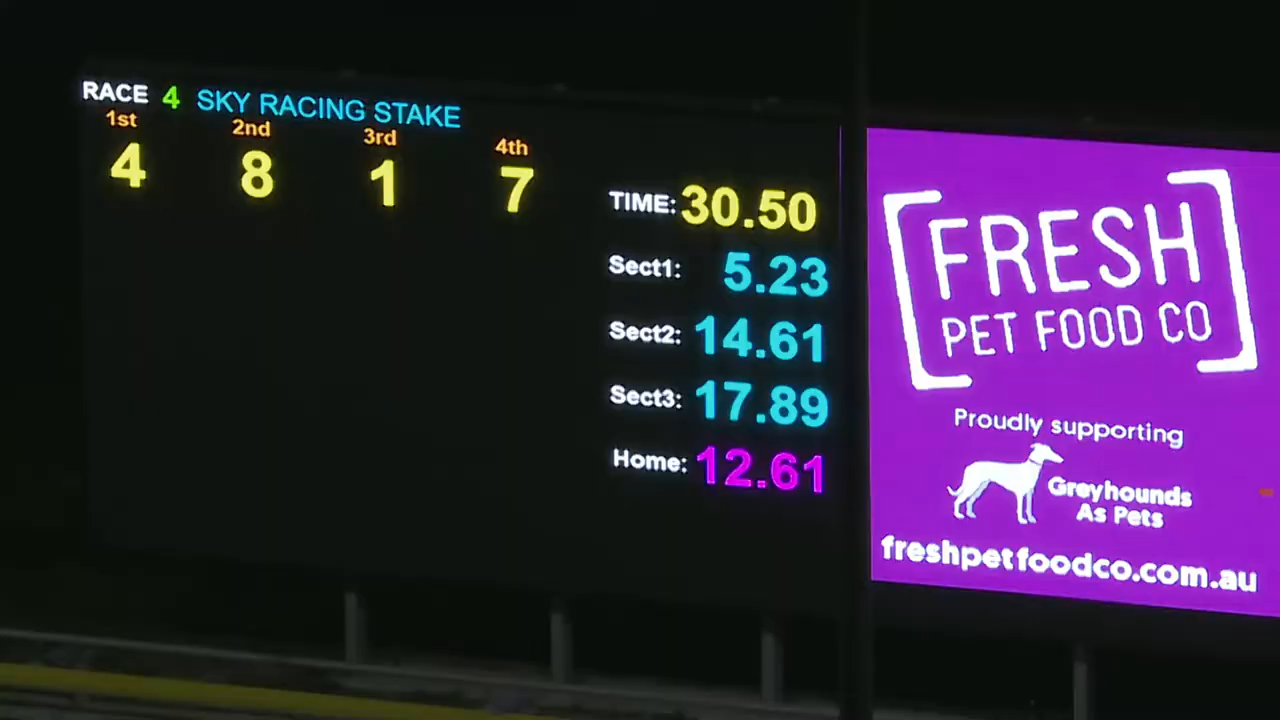 RACE 4 SKY RACING STAKE
1st 2nd 3rd 4th
4 8 1 7
TIME: 30.50
Sect1: 5.23
Sect2: 14.61
Sect3: 17.89
Home: 12.61
FRESH
PET FOOD CO
Proudly supporting
Greyhounds
As Pets
freshpetfoodco.com.au